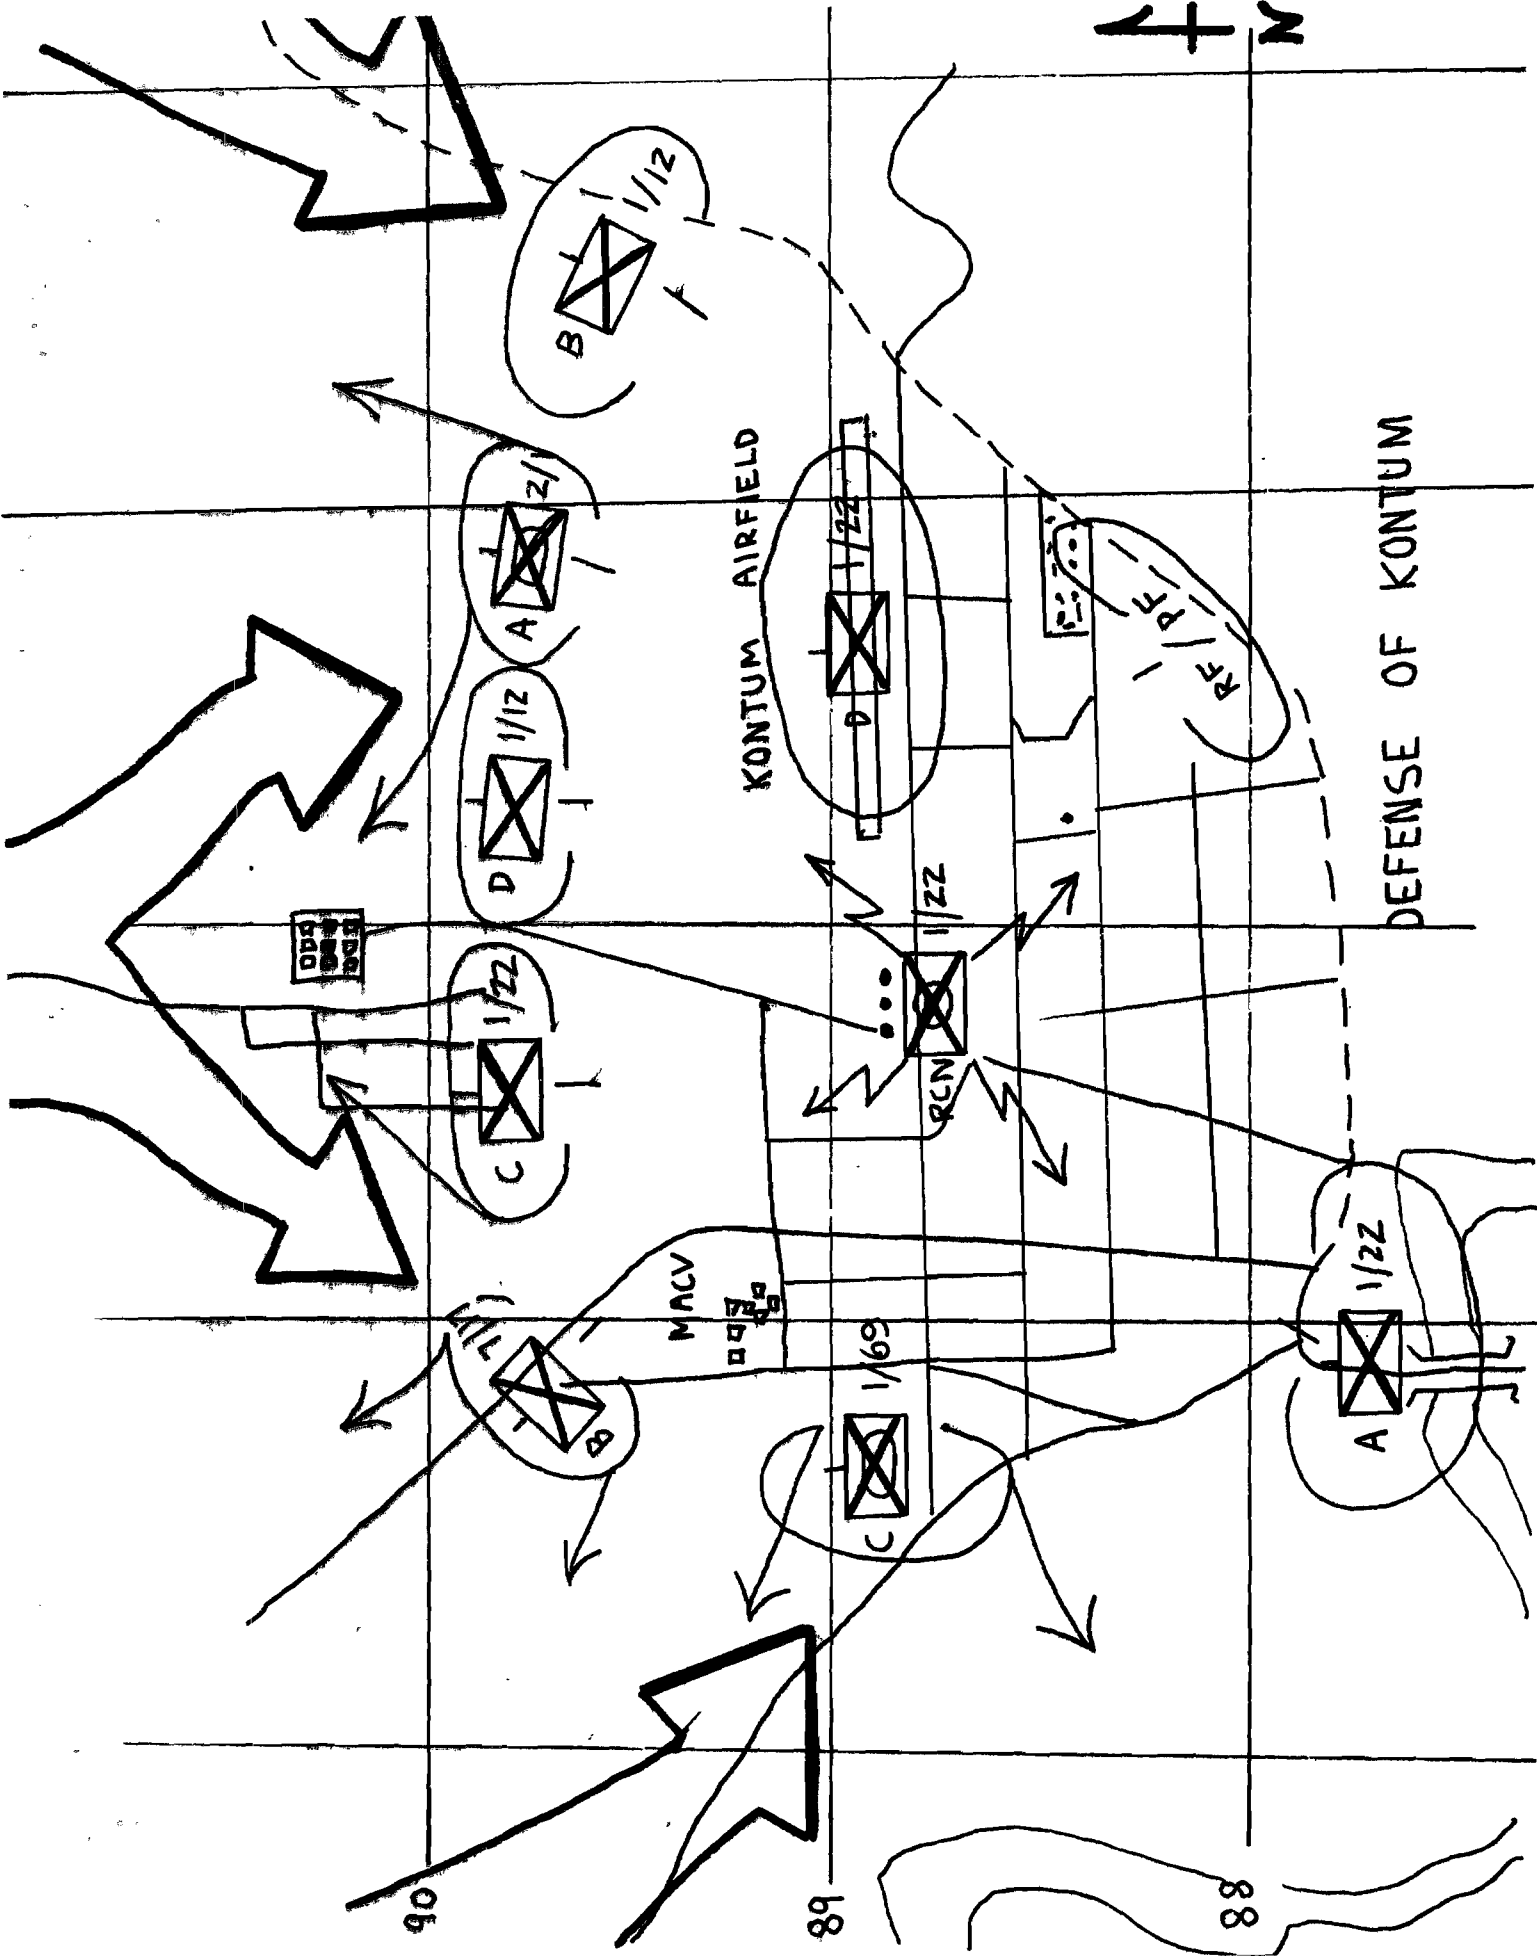 90
C 1/22
D 1/12
A 2/1
B 1/12
B
MACV
KONTUM AIRFIELD
89
C 1/69
D 1/22
RCN 1/22
RF/PF
88
N
A 1/22
DEFENSE OF KONTUM